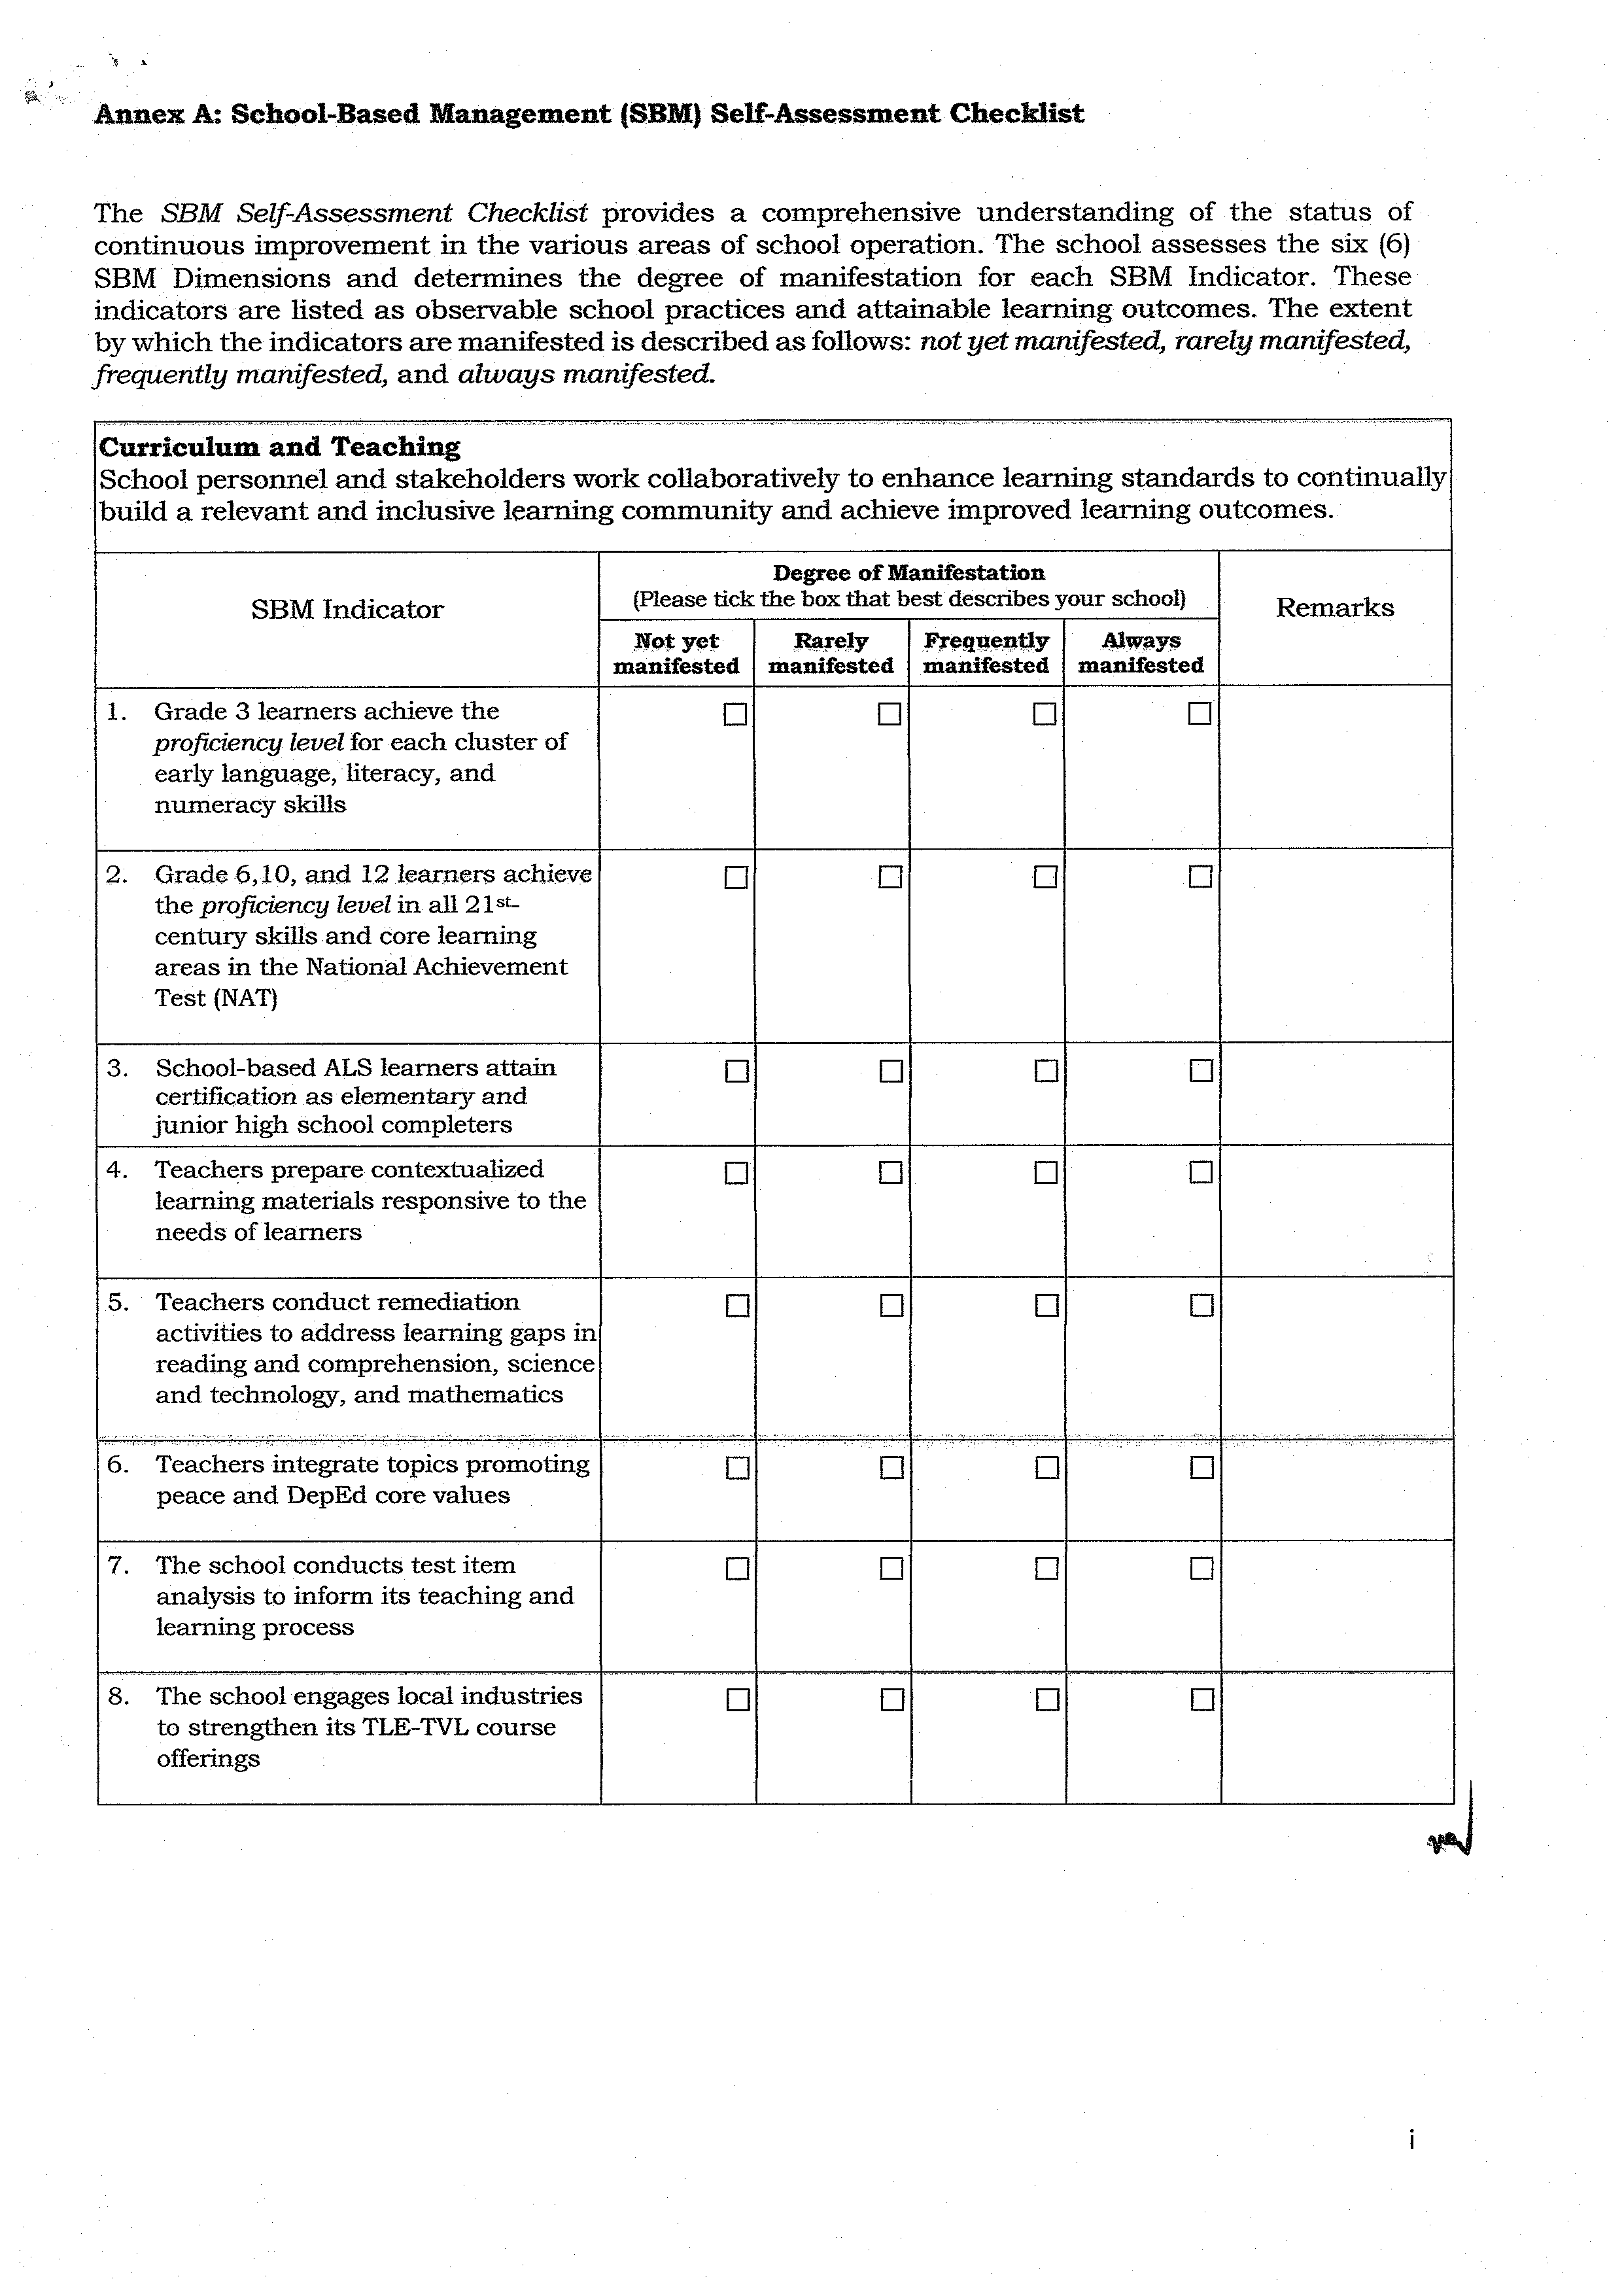 Annex A: School-Based Management (SBM) Self-Assessment Checklist
The SBM Self-Assessment Checklist provides a comprehensive understanding of the status of
continuous improvement in the various areas of school operation. The school assesses the six (6)
SBM Dimensions and determines the degree of manifestation for each SBM Indicator. These
indicators are listed as observable school practices and attainable learning outcomes. The extent
by which the indicators are manifested is described as follows: not yet manifested, rarely manifested,
frequently manifested, and always manifested.
Curriculum and Teaching
School personnel and stakeholders work collaboratively to enhance learning standards to continually
build a relevant and inclusive learning community and achieve improved learning outcomes.
SBM Indicator
Degree of Manifestation
(Please tick the box that best describes your school)
Remarks
Not yet
manifested
Rarely
manifested
Frequently
manifested
Always
manifested
1. Grade 3 learners achieve the
proficiency level for each cluster of
early language, literacy, and
numeracy skills
2. Grade 6,10, and 12 learners achieve
the proficiency level in all 21st-
century skills and core learning
areas in the National Achievement
Test (NAT)
3. School-based ALS learners attain
certification as elementary and
junior high school completers
4. Teachers prepare contextualized
learning materials responsive to the
needs of learners
5. Teachers conduct remediation
activities to address learning gaps in
reading and comprehension, science
and technology, and mathematics
6. Teachers integrate topics promoting
peace and DepEd core values
7. The school conducts test item
analysis to inform its teaching and
learning process
8. The school engages local industries
to strengthen its TLE-TVL course
offerings
i